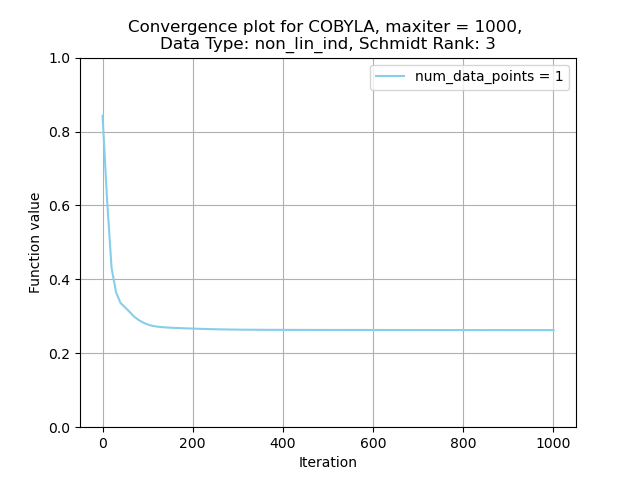 Convergence plot for COBYLA, maxiter = 1000,
Data Type: non_lin_ind, Schmidt Rank: 3
num_data_points = 1
Function value
1.0
0.8
0.6
0.4
0.2
0.0
0 200 400 600 800 1000
Iteration